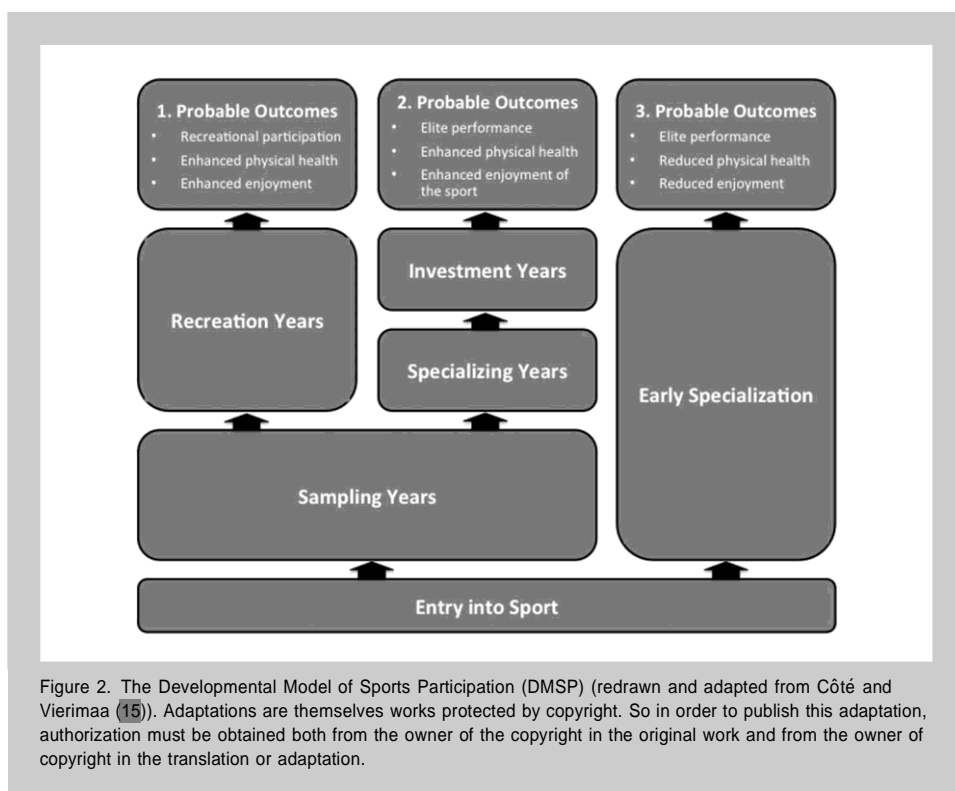 1. Probable Outcomes
• Recreational participation
• Enhanced physical health
• Enhanced enjoyment
2. Probable Outcomes
• Elite performance
• Enhanced physical health
• Enhanced enjoyment of
the sport
3. Probable Outcomes
• Elite performance
• Reduced physical health
• Reduced enjoyment
Recreation Years
Investment Years
Specializing Years
Early Specialization
Sampling Years
Entry into Sport
Figure 2. The Developmental Model of Sports Participation (DMSP) (redrawn and adapted from Côté and
Vierimaa (15)). Adaptations are themselves works protected by copyright. So in order to publish this adaptation,
authorization must be obtained both from the owner of the copyright in the original work and from the owner of
copyright in the translation or adaptation.